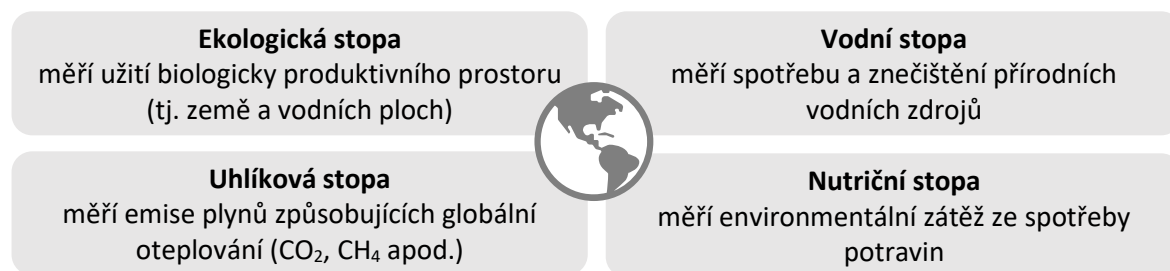 Ekologická stopa
měří užití biologicky produktivního prostoru
(tj. země a vodních ploch)
Vodní stopa
měří spotřebu a znečištění přírodních
vodních zdrojů
Uhlíková stopa
měří emise plynů způsobujících globální
oteplování (CO₂, CH₄ apod.)
Nutriční stopa
měří environmentální zátěž ze spotřeby
potravin